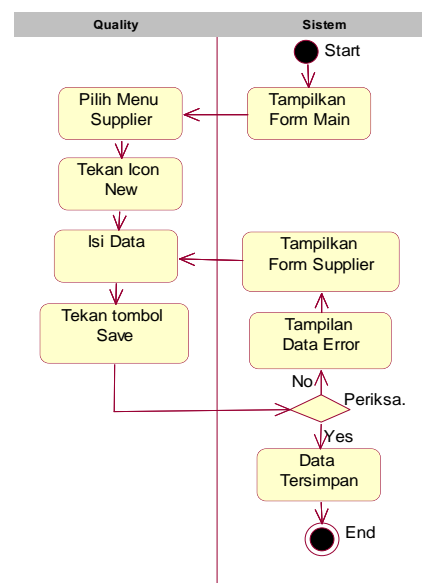 Quality
Sistem
Start
Pilih Menu
Supplier
Tampilkan
Form Main
Tekan Icon
New
Isi Data
Tampilkan
Form Supplier
Tekan tombol
Save
Tampilan
Data Error
No
Periksa.
Yes
Data
Tersimpan
End